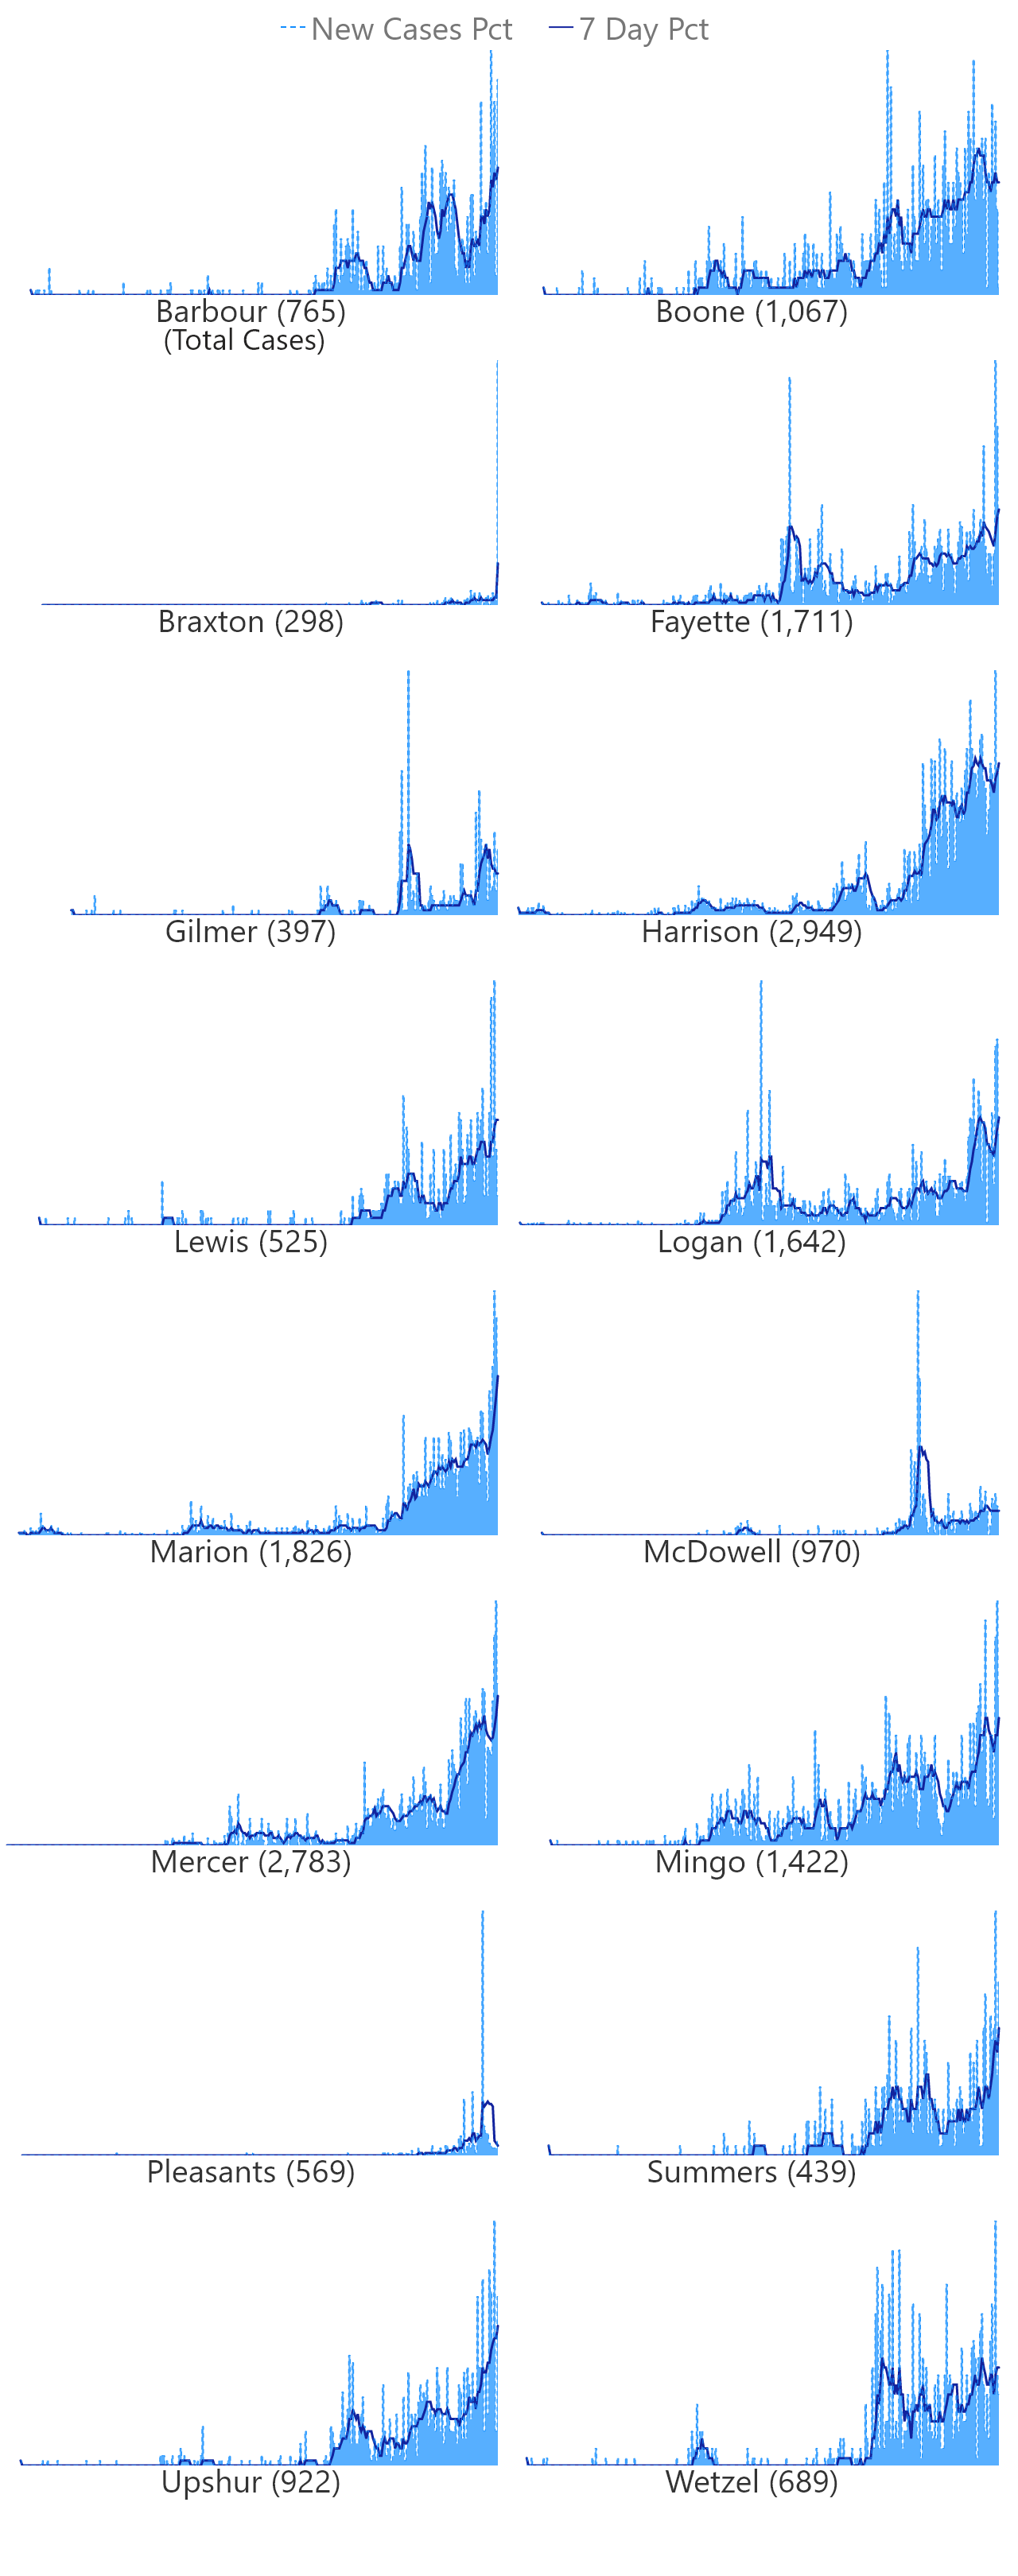 New Cases Pct 7 Day Pct
Barbour (765) Boone (1,067)
(Total Cases)
Braxton (298) Fayette (1,711)
Gilmer (397) Harrison (2,949)
Lewis (525) Logan (1,642)
Marion (1,826) McDowell (970)
Mercer (2,783) Mingo (1,422)
Pleasants (569) Summers (439)
Upshur (922) Wetzel (689)